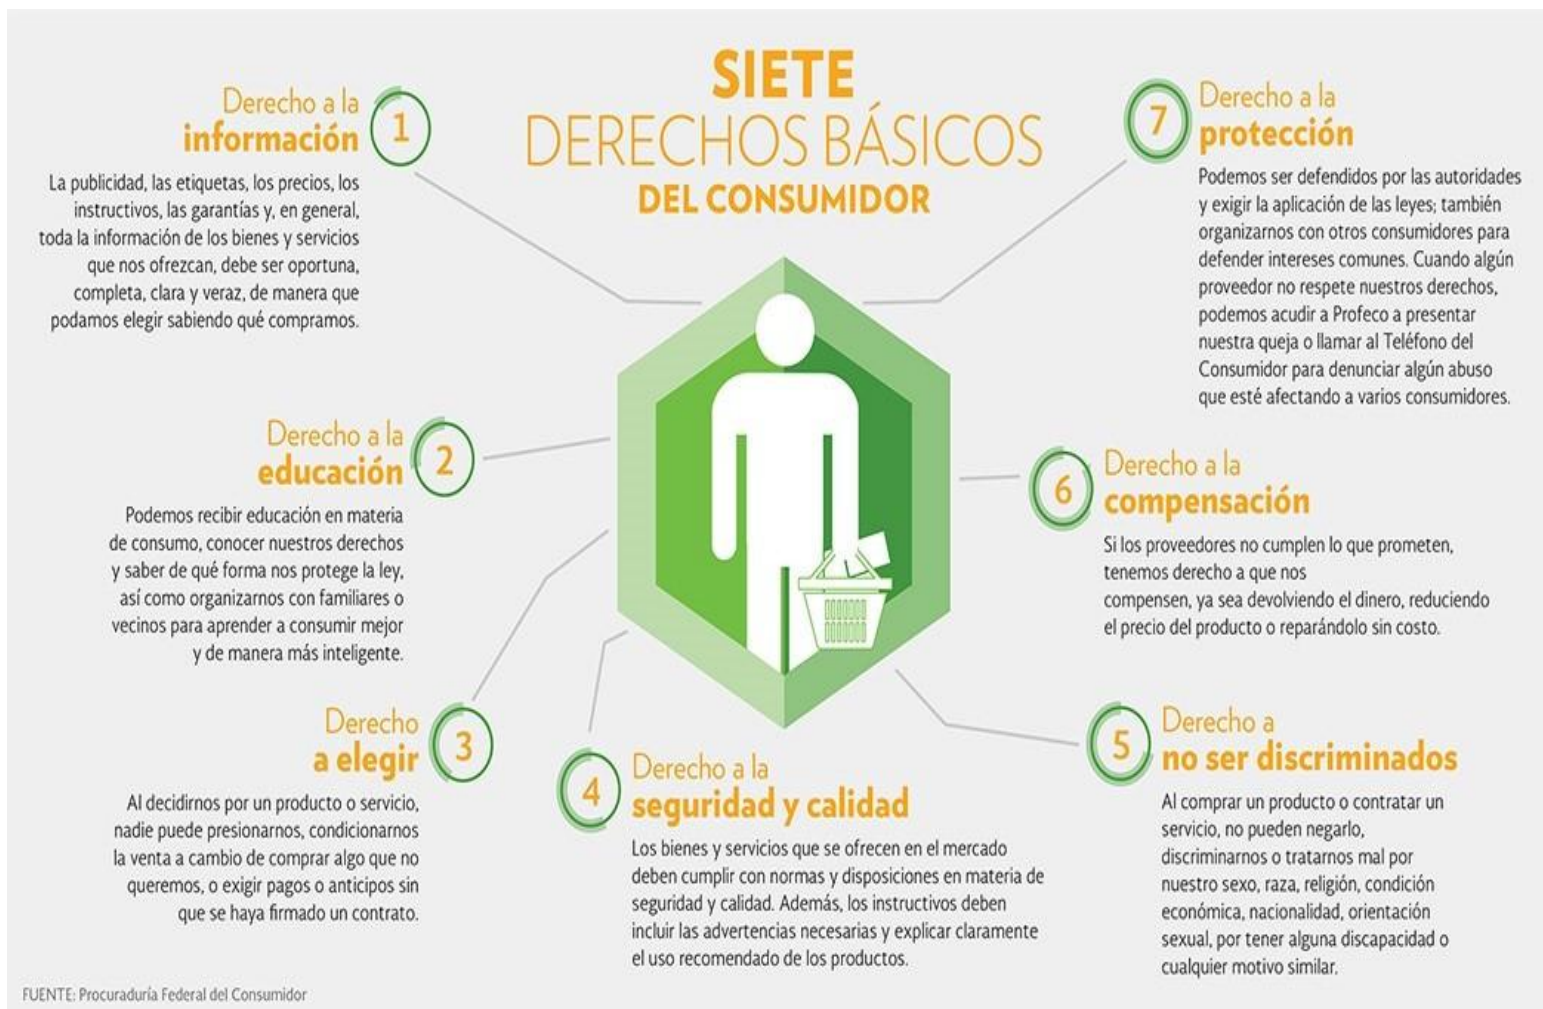 SIETE
DERECHOS BÁSICOS
DEL CONSUMIDOR
1
Derecho a la
información
La publicidad, las etiquetas, los precios, los
instructivos, las garantías y, en general,
toda la información de los bienes y servicios
que nos ofrezcan, debe ser oportuna,
completa, clara y veraz, de manera que
podamos elegir sabiendo qué compramos.
2
Derecho a la
educación
Podemos recibir educación en materia
de consumo, conocer nuestros derechos
y saber de qué forma nos protege la ley,
así como organizarnos con familiares o
vecinos para aprender a consumir mejor
y de manera más inteligente.
3
Derecho
a elegir
Al decidirnos por un producto o servicio,
nadie puede presionarnos, condicionarnos
la venta a cambio de comprar algo que no
queremos, o exigir pagos o anticipos sin
que se haya firmado un contrato.
4
Derecho a la
seguridad y calidad
Los bienes y servicios que se ofrecen en el mercado
deben cumplir con normas y disposiciones en materia de
seguridad y calidad. Además, los instructivos deben
incluir las advertencias necesarias y explicar claramente
el uso recomendado de los productos.
5
Derecho a
no ser discriminados
Al comprar un producto o contratar un
servicio, no pueden negarlo,
discriminarnos o tratarnos mal por
nuestro sexo, raza, religión, condición
económica, nacionalidad, orientación
sexual, por tener alguna discapacidad o
cualquier motivo similar.
6
Derecho a la
compensación
Si los proveedores no cumplen lo que prometen,
tenemos derecho a que nos
compensen, ya sea devolviendo el dinero, reduciendo
el precio del producto o reparándolo sin costo.
7
Derecho a la
protección
Podemos ser defendidos por las autoridades
y exigir la aplicación de las leyes; también
organizarnos con otros consumidores para
defender intereses comunes. Cuando algún
proveedor no respete nuestros derechos,
podemos acudir a Profeco a presentar
nuestra queja o llamar al Teléfono del
Consumidor para denunciar algún abuso
que esté afectando a varios consumidores.
FUENTE: Procuraduría Federal del Consumidor